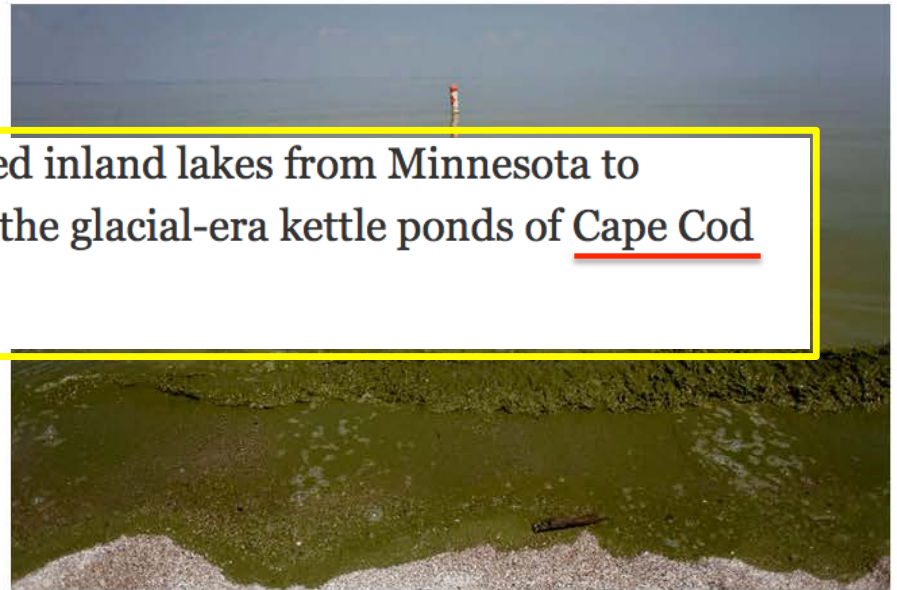 ed inland lakes from Minnesota to
the glacial-era kettle ponds of Cape Cod